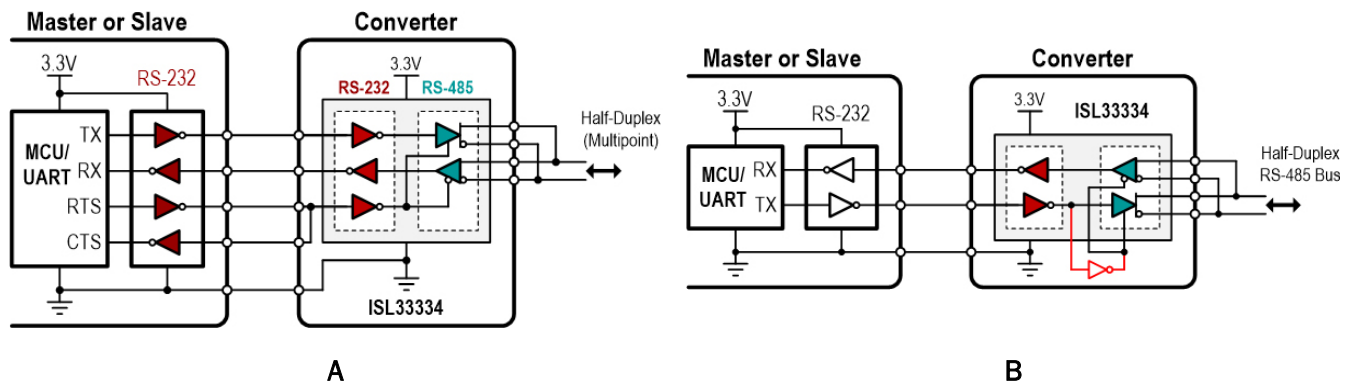 Master or Slave
Converter
3.3V
RS-232
3.3V
RS-232
RS-485
TX
MCU/
UART
RX
RTS
CTS
Half-Duplex
(Multipoint)
ISL33334
A
Master or Slave
Converter
3.3V
RS-232
3.3V
ISL33334
MCU/
UART
RX
TX
Half-Duplex
RS-485 Bus
B